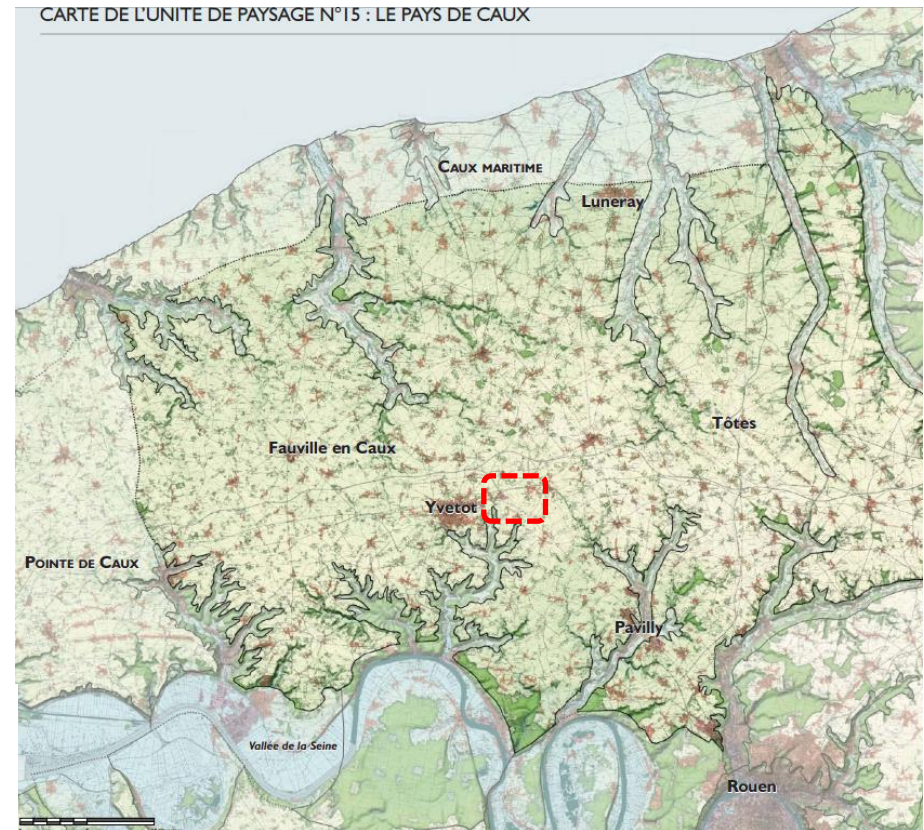 CARTE DE L'UNITE DE PAYSAGE N°15 : LE PAYS DE CAUX
CAUX MARITIME
Luneray
Tôtes
Fauville en Caux
Yvetot
POINTE DE CAUX
Pavilly
Vallée de la Seine
Rouen